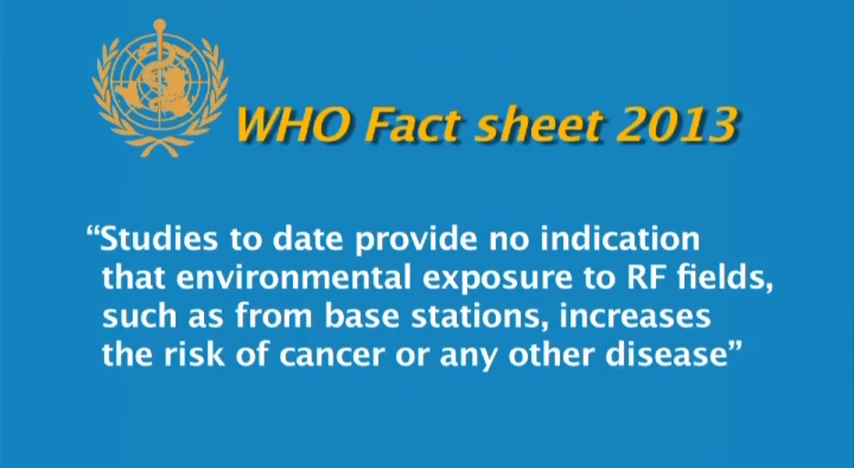 WHO Fact sheet 2013
“Studies to date provide no indication
that environmental exposure to RF fields,
such as from base stations, increases
the risk of cancer or any other disease”